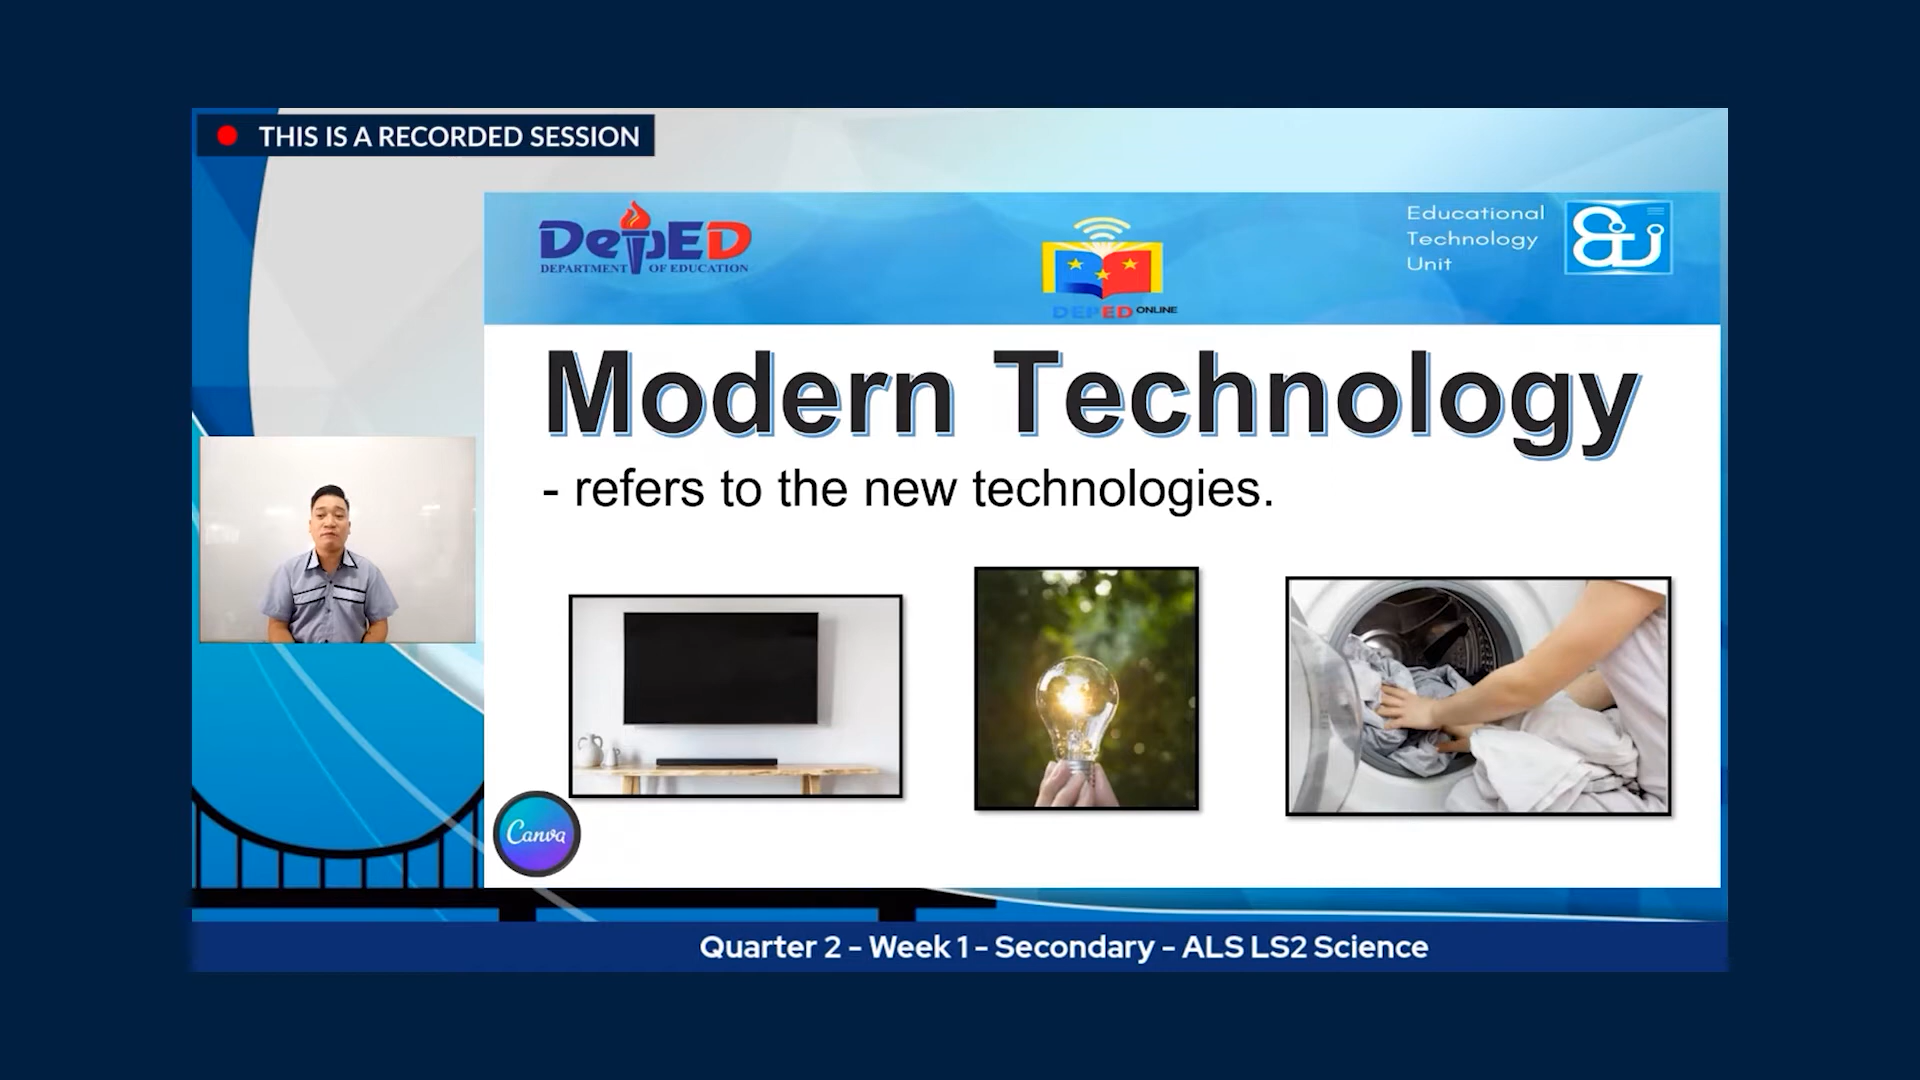 THIS IS A RECORDED SESSION
DepED
DEPARTMENT OF EDUCATION
DEPED ONLINE
Educational
Technology
Unit
Modern Technology
- refers to the new technologies.
Canva
Quarter 2 - Week 1 - Secondary - ALS LS2 Science